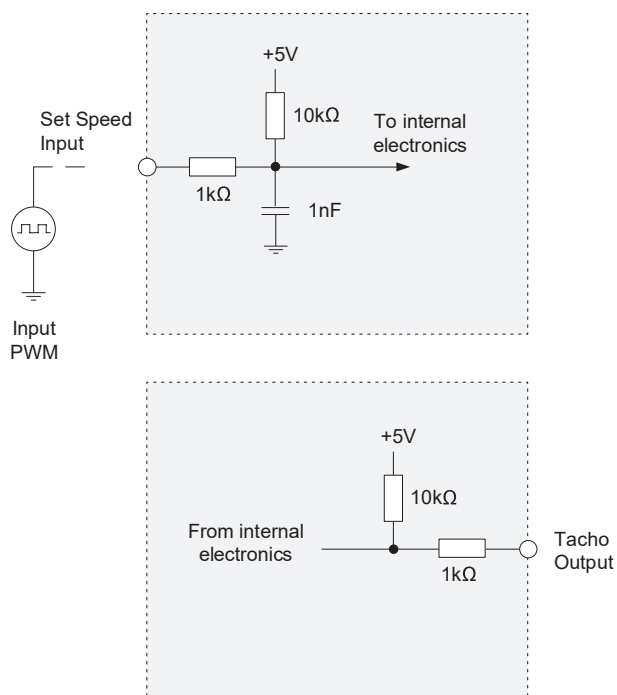 +5V
Set Speed
Input
10kΩ
To internal
electronics
1kΩ
1nF
Input
PWM
+5V
10kΩ
From internal
electronics
1kΩ
Tacho
Output